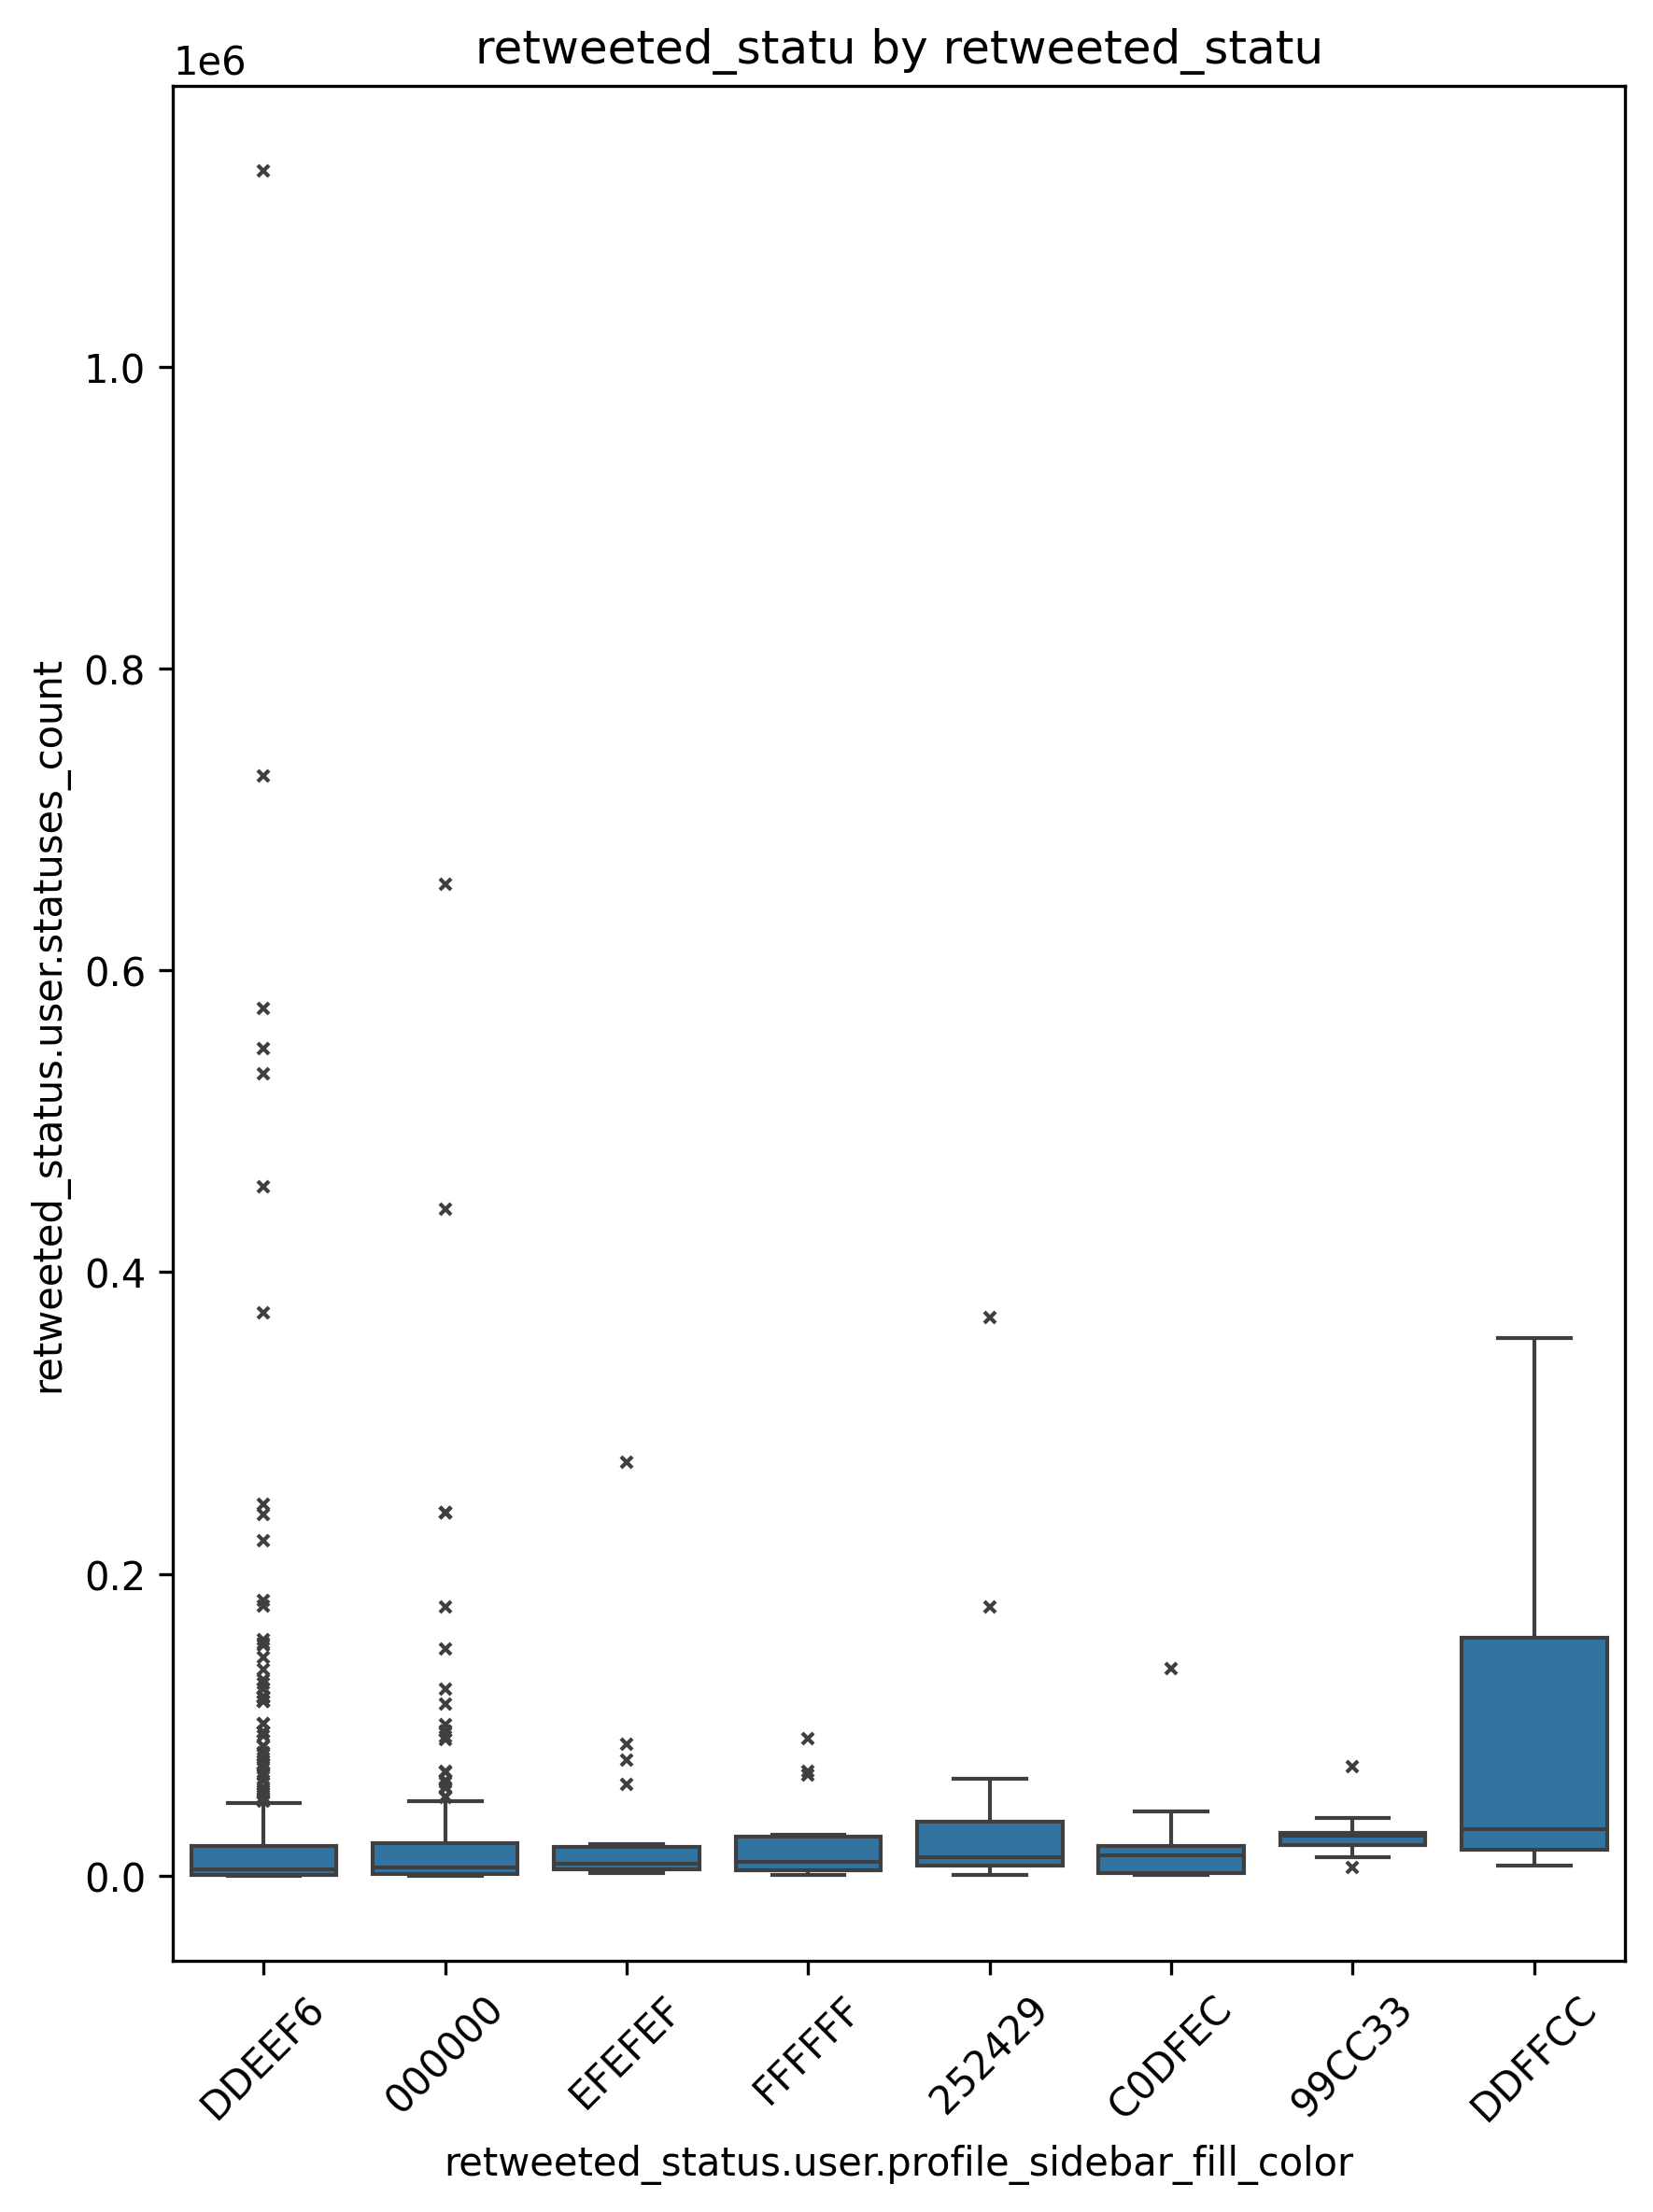 retweeted_statu by retweeted_statu
1e6
1.0
0.8
0.6
0.4
0.2
0.0
retweeted_status.user.statuses_count
DDEEF6
000000
EFEFEF
FFFFFF
252429
C0DFEC
99CC33
DDFFCC
retweeted_status.user.profile_sidebar_fill_color